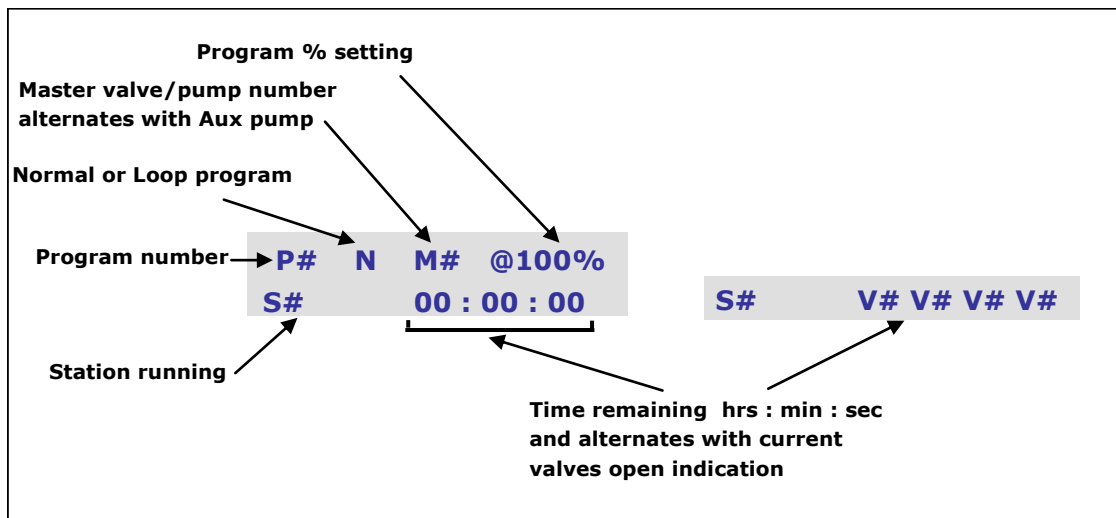 Program % setting
Master valve/pump number
alternates with Aux pump
Normal or Loop program
Program number
P# N M# @100%
S# 00 : 00 : 00
S# V# V# V# V#
Station running
Time remaining hrs : min : sec
and alternates with current
valves open indication